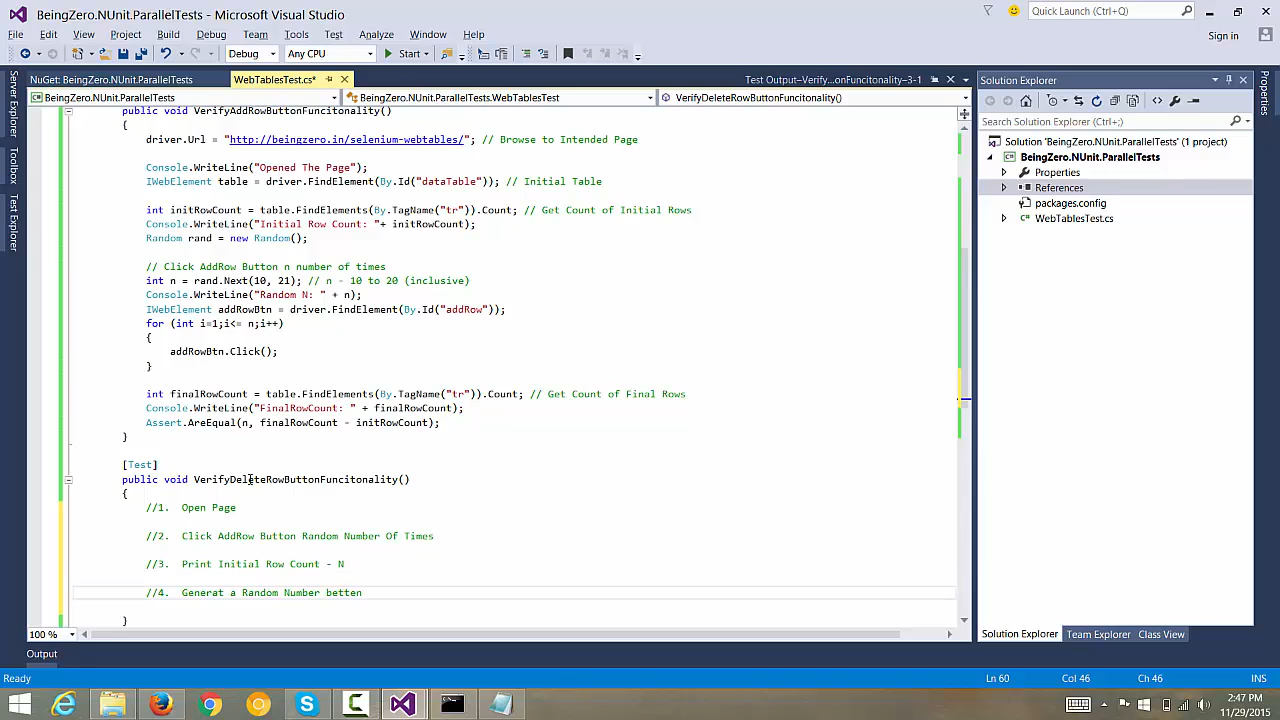 BeingZero.NUnit.ParallelTests - Microsoft Visual Studio
Quick Launch (Ctrl+Q)
File Edit View Project Build Debug Team Tools Test Analyze Window Help
Sign in
Debug Any CPU Start
NuGet: BeingZero.NUnit.ParallelTests WebTablesTest.cs* Test Output–Verify...onFuncitonality–3-1
Solution Explorer
BeingZero.NUnit.ParallelTests BeingZero.NUnit.ParallelTests.WebTablesTest VerifyDeleteRowButtonFuncitonality()
Server Explorer
Toolbox
Test Explorer
Properties
Search Solution Explorer (Ctrl+;)
Solution 'BeingZero.NUnit.ParallelTests' (1 project)
BeingZero.NUnit.ParallelTests
Properties
References
packages.config
WebTablesTest.cs
public void VerifyAddRowButtonFuncitonality()
{
driver.Url = "http://beingzero.in/selenium-webtables/"; // Browse to Intended Page
Console.WriteLine("Opened The Page");
IWebElement table = driver.FindElement(By.Id("dataTable")); // Initial Table
int initRowCount = table.FindElements(By.TagName("tr")).Count; // Get Count of Initial Rows
Console.WriteLine("Initial Row Count: "+ initRowCount);
Random rand = new Random();
// Click AddRow Button n number of times
int n = rand.Next(10, 21); // n - 10 to 20 (inclusive)
Console.WriteLine("Random N: " + n);
IWebElement addRowBtn = driver.FindElement(By.Id("addRow"));
for (int i=1;i<= n;i++)
{
addRowBtn.Click();
}
int finalRowCount = table.FindElements(By.TagName("tr")).Count; // Get Count of Final Rows
Console.WriteLine("FinalRowCount: " + finalRowCount);
Assert.AreEqual(n, finalRowCount - initRowCount);
}
[Test]
public void VerifyDeleteRowButtonFuncitonality()
{
//1. Open Page
//2. Click AddRow Button Random Number Of Times
//3. Print Initial Row Count - N
//4. Generat a Random Number betten
}
100 %
Solution Explorer Team Explorer Class View
Output
Ready
Ln 60 Col 46 Ch 46 INS
2:47 PM
11/29/2015